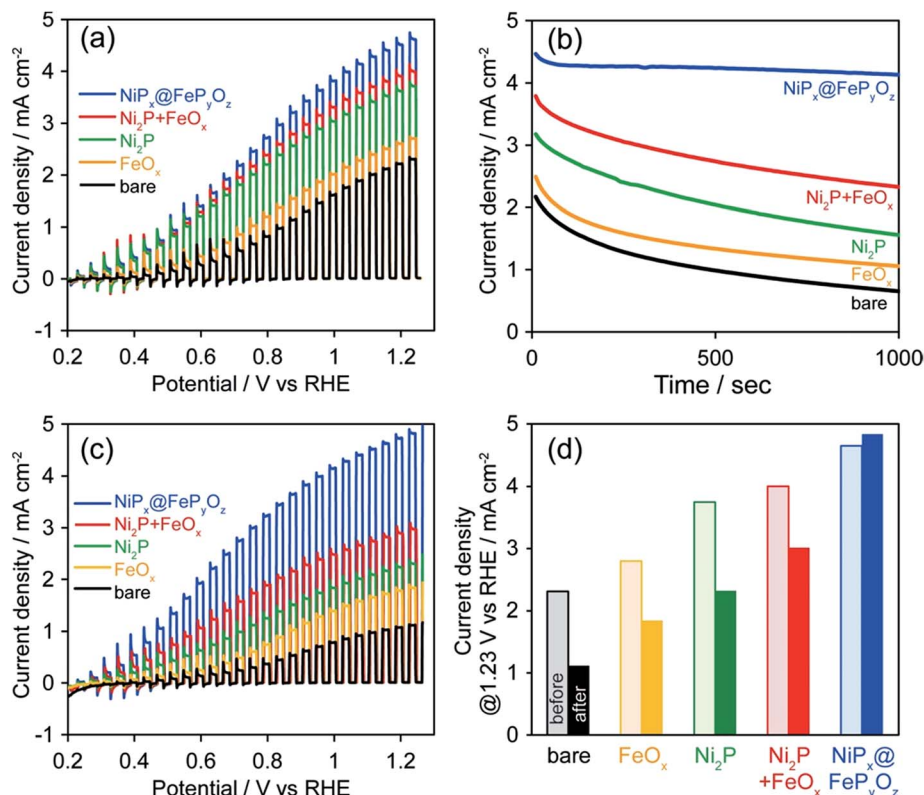 (a)
5
4
3
2
1
0
-1
Current density / mA cm⁻²
NiPₓ@FePᵧO_z
Ni₂P+FeOₓ
Ni₂P
FeOₓ
bare
0.2 0.4 0.6 0.8 1 1.2
Potential / V vs RHE
(b)
5
4
3
2
1
0
Current density / mA cm⁻²
NiPₓ@FePᵧO_z
Ni₂P+FeOₓ
Ni₂P
FeOₓ
bare
500 1000
Time / sec
(c)
5
4
3
2
1
0
-1
Current density / mA cm⁻²
NiPₓ@FePᵧO_z
Ni₂P+FeOₓ
Ni₂P
FeOₓ
bare
0.2 0.4 0.6 0.8 1 1.2
Potential / V vs RHE
(d)
5
4
3
2
1
0
Current density
@1.23 V vs RHE / mA cm⁻²
before
after
bare FeOₓ Ni₂P Ni₂P NiPₓ@
+FeOₓ FePᵧO_z